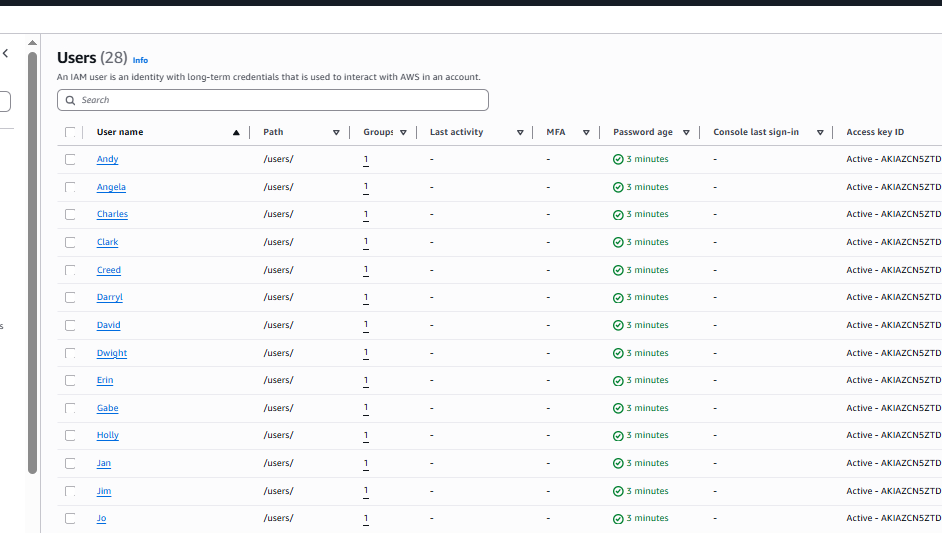 Users (28) Info
An IAM user is an identity with long-term credentials that is used to interact with AWS in an account.
Search
User name Path Groups Last activity MFA Password age Console last sign-in Access key ID
Andy /users/ 1 - - 3 minutes - Active - AKIAZCN5ZTD
Angela /users/ 1 - - 3 minutes - Active - AKIAZCN5ZTD
Charles /users/ 1 - - 3 minutes - Active - AKIAZCN5ZTD
Clark /users/ 1 - - 3 minutes - Active - AKIAZCN5ZTD
Creed /users/ 1 - - 3 minutes - Active - AKIAZCN5ZTD
Darryl /users/ 1 - - 3 minutes - Active - AKIAZCN5ZTD
s
David /users/ 1 - - 3 minutes - Active - AKIAZCN5ZTD
Dwight /users/ 1 - - 3 minutes - Active - AKIAZCN5ZTD
Erin /users/ 1 - - 3 minutes - Active - AKIAZCN5ZTD
Gabe /users/ 1 - - 3 minutes - Active - AKIAZCN5ZTD
Holly /users/ 1 - - 3 minutes - Active - AKIAZCN5ZTD
Jan /users/ 1 - - 3 minutes - Active - AKIAZCN5ZTD
Jim /users/ 1 - - 3 minutes - Active - AKIAZCN5ZTD
Jo /users/ 1 - - 3 minutes - Active - AKIAZCN5ZTD